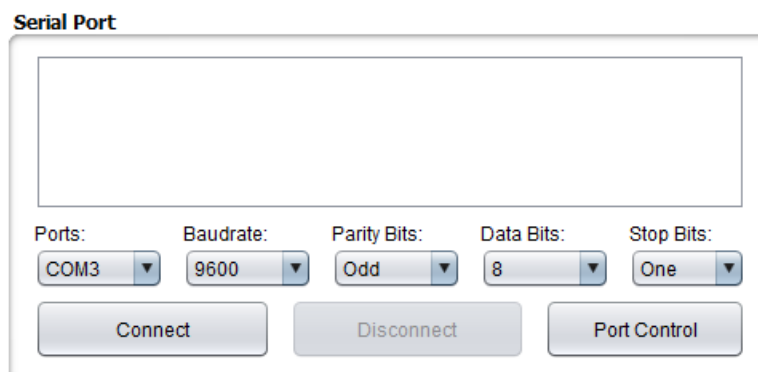 Serial Port
Ports: Baudrate: Parity Bits: Data Bits: Stop Bits:
COM3 9600 Odd 8 One
Connect Disconnect Port Control